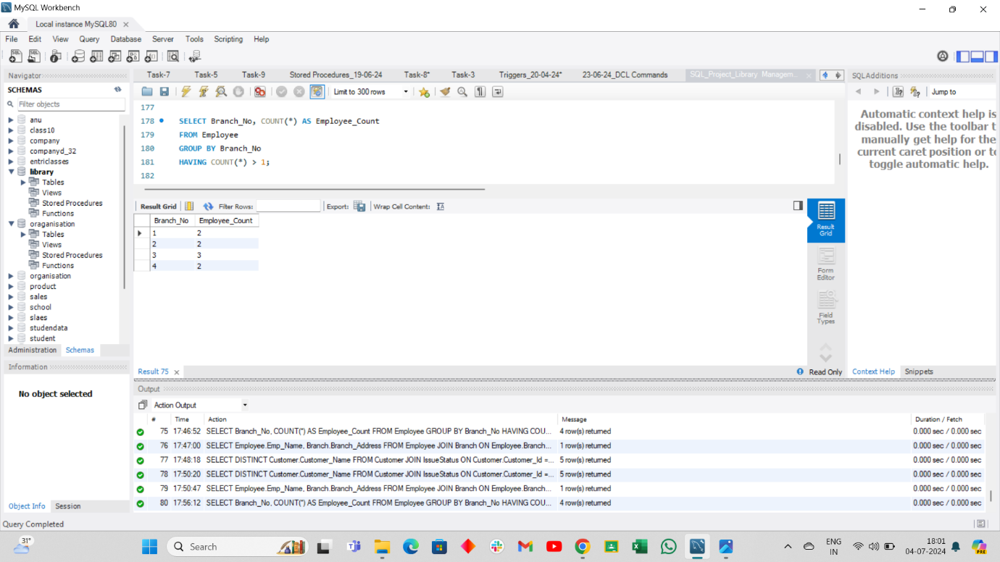 MySQL Workbench
Local instance MySQL80
File Edit View Query Database Server Tools Scripting Help
Navigator
SCHEMAS
Filter objects
anu
class10
company
companyd_32
entriclasses
library
Tables
Views
Stored Procedures
Functions
oraganisation
Tables
Views
Stored Procedures
Functions
organisation
product
sales
school
slaes
studendata
student
Administration Schemas
Information
No object selected
Object Info Session
Query Completed
Task-7 Task-5 Task-9 Stored Procedures_19-06-24 Task-8* Task-3 Triggers_20-04-24* 23-06-24_DCL Commands SQL_Project_Library Managem...
Limit to 300 rows
177
178 SELECT Branch_No, COUNT(*) AS Employee_Count
179 FROM Employee
180 GROUP BY Branch_No
181 HAVING COUNT(*) > 1;
182
Result Grid Filter Rows: Export: Wrap Cell Content:
Branch_No Employee_Count
1 2
2 2
3 3
4 2
Result Grid
Form Editor
Field Types
Result 75
Read Only
SQLAdditions
Jump to
Automatic context help is
disabled. Use the toolbar t
manually get help for the
current caret position or to
toggle automatic help.
Context Help Snippets
Output
Action Output
# Time Action Message Duration / Fetch
75 17:46:52 SELECT Branch_No, COUNT(*) AS Employee_Count FROM Employee GROUP BY Branch_No HAVING COU... 4 row(s) returned 0.000 sec / 0.000 sec
76 17:47:00 SELECT Employee.Emp_Name, Branch.Branch_Address FROM Employee JOIN Branch ON Employee.Branch... 1 row(s) returned 0.000 sec / 0.000 sec
77 17:48:18 SELECT DISTINCT Customer.Customer_Name FROM Customer JOIN IssueStatus ON Customer.Customer_Id =... 5 row(s) returned 0.000 sec / 0.000 sec
78 17:50:20 SELECT DISTINCT Customer.Customer_Name FROM Customer JOIN IssueStatus ON Customer.Customer_Id =... 5 row(s) returned 0.000 sec / 0.000 sec
79 17:50:47 SELECT Employee.Emp_Name, Branch.Branch_Address FROM Employee JOIN Branch ON Employee.Branch... 1 row(s) returned 0.000 sec / 0.000 sec
80 17:56:12 SELECT Branch_No, COUNT(*) AS Employee_Count FROM Employee GROUP BY Branch_No HAVING COU... 4 row(s) returned 0.000 sec / 0.000 sec
31°
Search
ENG
IN
18:01
04-07-2024
PRE